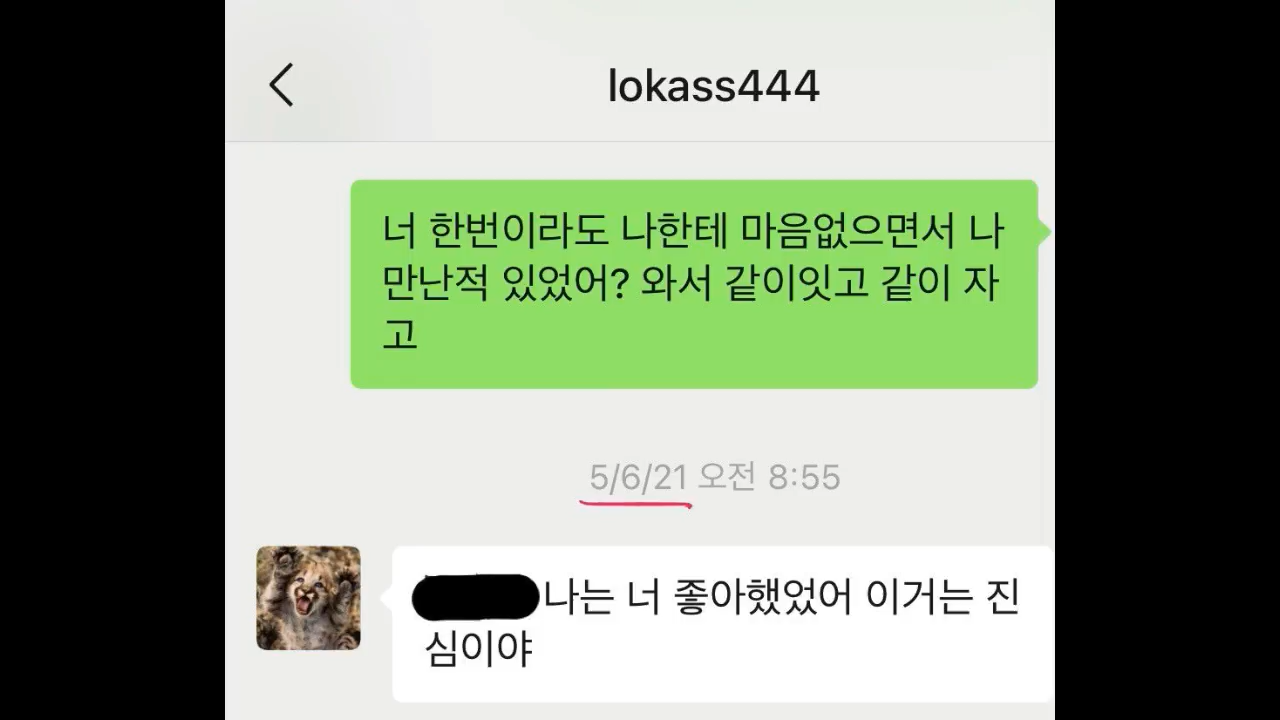 lokass444
너 한번이라도 나한테 마음없으면서 나
만난적 있었어? 와서 같이잇고 같이 자
고
5/6/21 오전 8:55
나는 너 좋아했었어 이거는 진
심이야